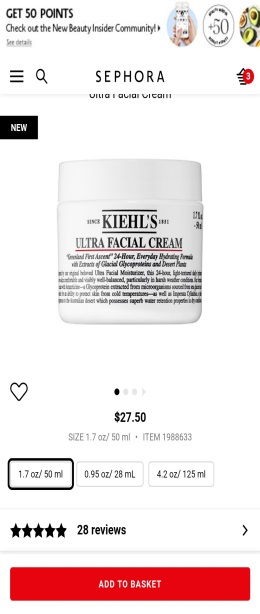 GET 50 POINTS
Check out the New Beauty Insider Community!
See details
+50
SEPHORA
3
Ultra Facial Cream
NEW
SINCE KIEHL'S 1851
ULTRA FACIAL CREAM
"Greenland First Ascent" 24-Hour, Everyday Hydrating Formula
with Extracts of Glacial Glycoproteins and Desert Plants
$27.50
SIZE 1.7 oz/ 50 ml • ITEM 1988633
1.7 oz/ 50 ml
0.95 oz/ 28 mL
4.2 oz/ 125 ml
28 reviews
ADD TO BASKET